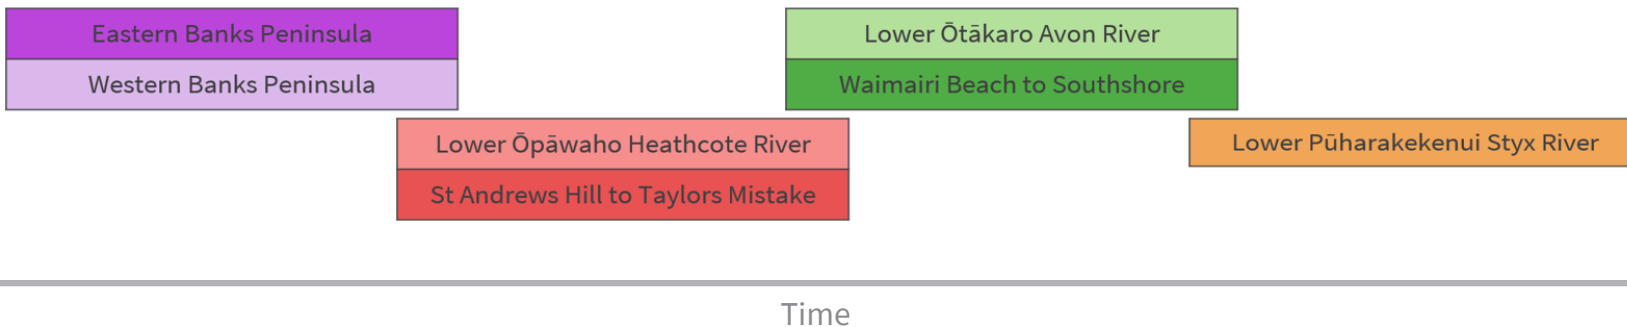 Eastern Banks Peninsula
Western Banks Peninsula
Lower Ōpāwaho Heathcote River
St Andrews Hill to Taylors Mistake
Lower Ōtākaro Avon River
Waimairi Beach to Southshore
Lower Pūharakekenui Styx River
Time